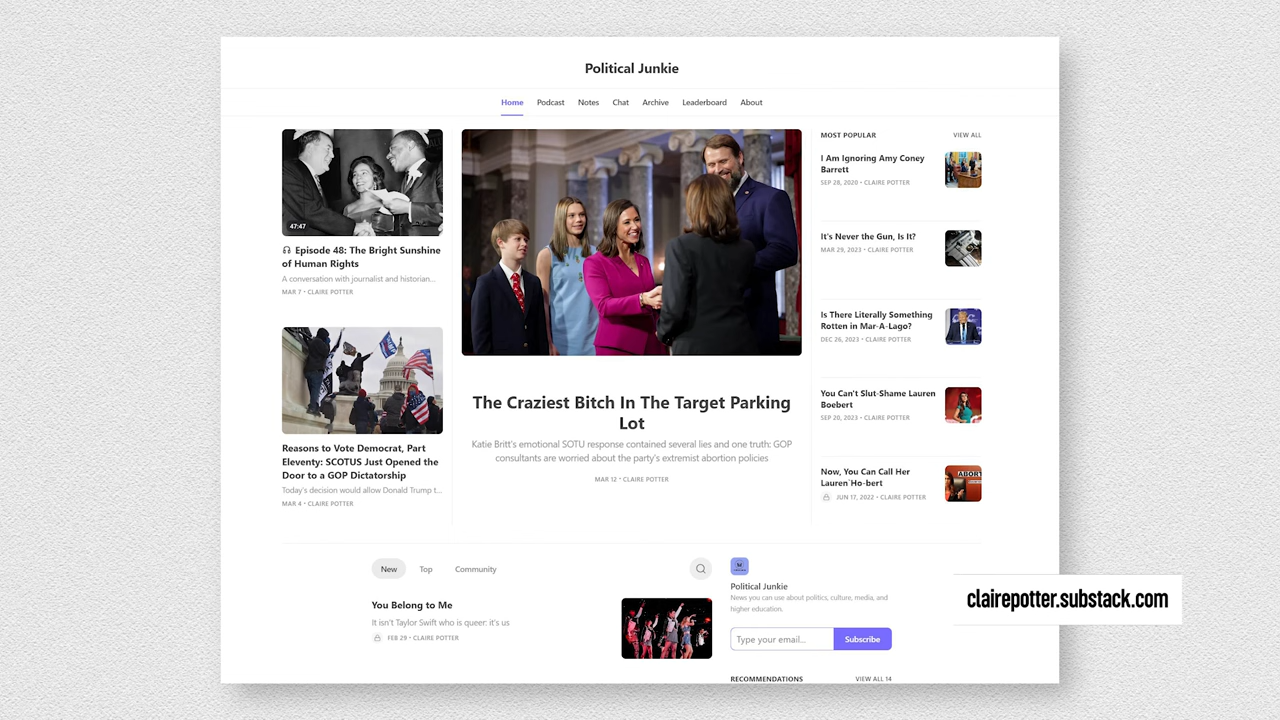 Political Junkie
Home Podcast Notes Chat Archive Leaderboard About
47:47
Episode 48: The Bright Sunshine
of Human Rights
A conversation with journalist and historian...
MAR 7 • CLAIRE POTTER
Reasons to Vote Democrat, Part
Eleventy: SCOTUS Just Opened the
Door to a GOP Dictatorship
Today's decision would allow Donald Trump t...
MAR 4 • CLAIRE POTTER
The Craziest Bitch In The Target Parking
Lot
Katie Britt's emotional SOTU response contained several lies and one truth: GOP
consultants are worried about the party's extremist abortion policies
MAR 12 • CLAIRE POTTER
MOST POPULAR VIEW ALL
I Am Ignoring Amy Coney
Barrett
SEP 28, 2020 • CLAIRE POTTER
It's Never the Gun, Is It?
MAR 29, 2023 • CLAIRE POTTER
Is There Literally Something
Rotten in Mar-A-Lago?
DEC 26, 2023 • CLAIRE POTTER
You Can't Slut-Shame Lauren
Boebert
SEP 20, 2023 • CLAIRE POTTER
Now, You Can Call Her
Lauren`Ho-bert
JUN 17, 2022 • CLAIRE POTTER
ABORT
New Top Community
You Belong to Me
It isn't Taylor Swift who is queer: it's us
FEB 29 • CLAIRE POTTER
Political Junkie
News you can use about politics, culture, media, and
higher education.
Type your email... Subscribe
RECOMMENDATIONS VIEW ALL 14
clairepotter.substack.com